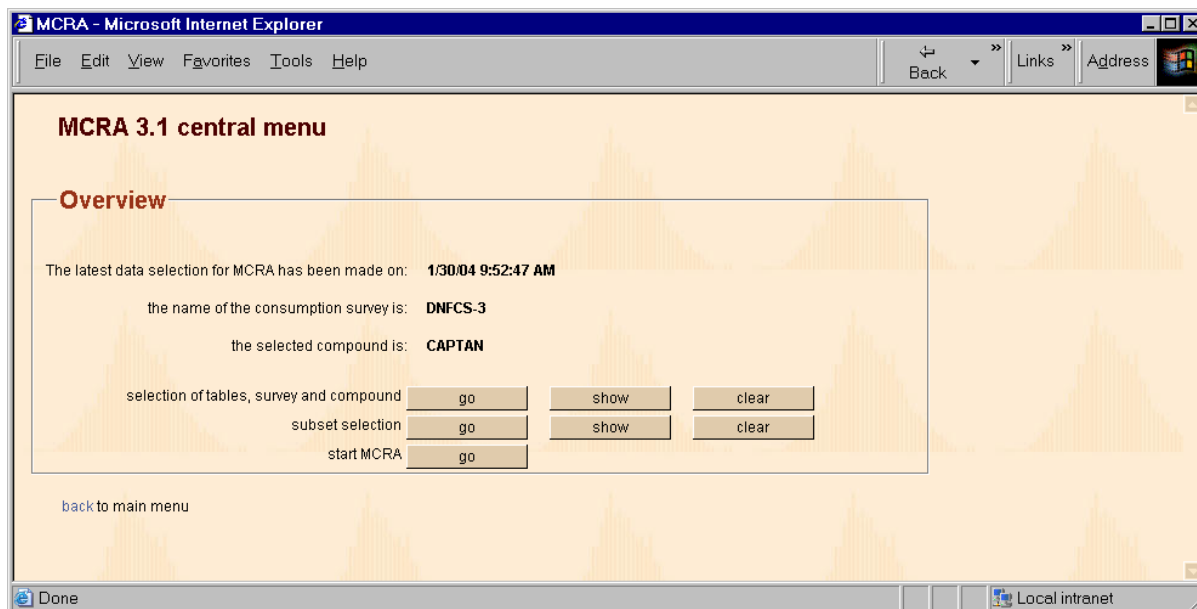 MCRA - Microsoft Internet Explorer
File Edit View Favorites Tools Help Back » Links » Address
MCRA 3.1 central menu
Overview
The latest data selection for MCRA has been made on: 1/30/04 9:52:47 AM
the name of the consumption survey is: DNFCS-3
the selected compound is: CAPTAN
selection of tables, survey and compound go show clear
subset selection go show clear
start MCRA go
back to main menu
Done Local intranet